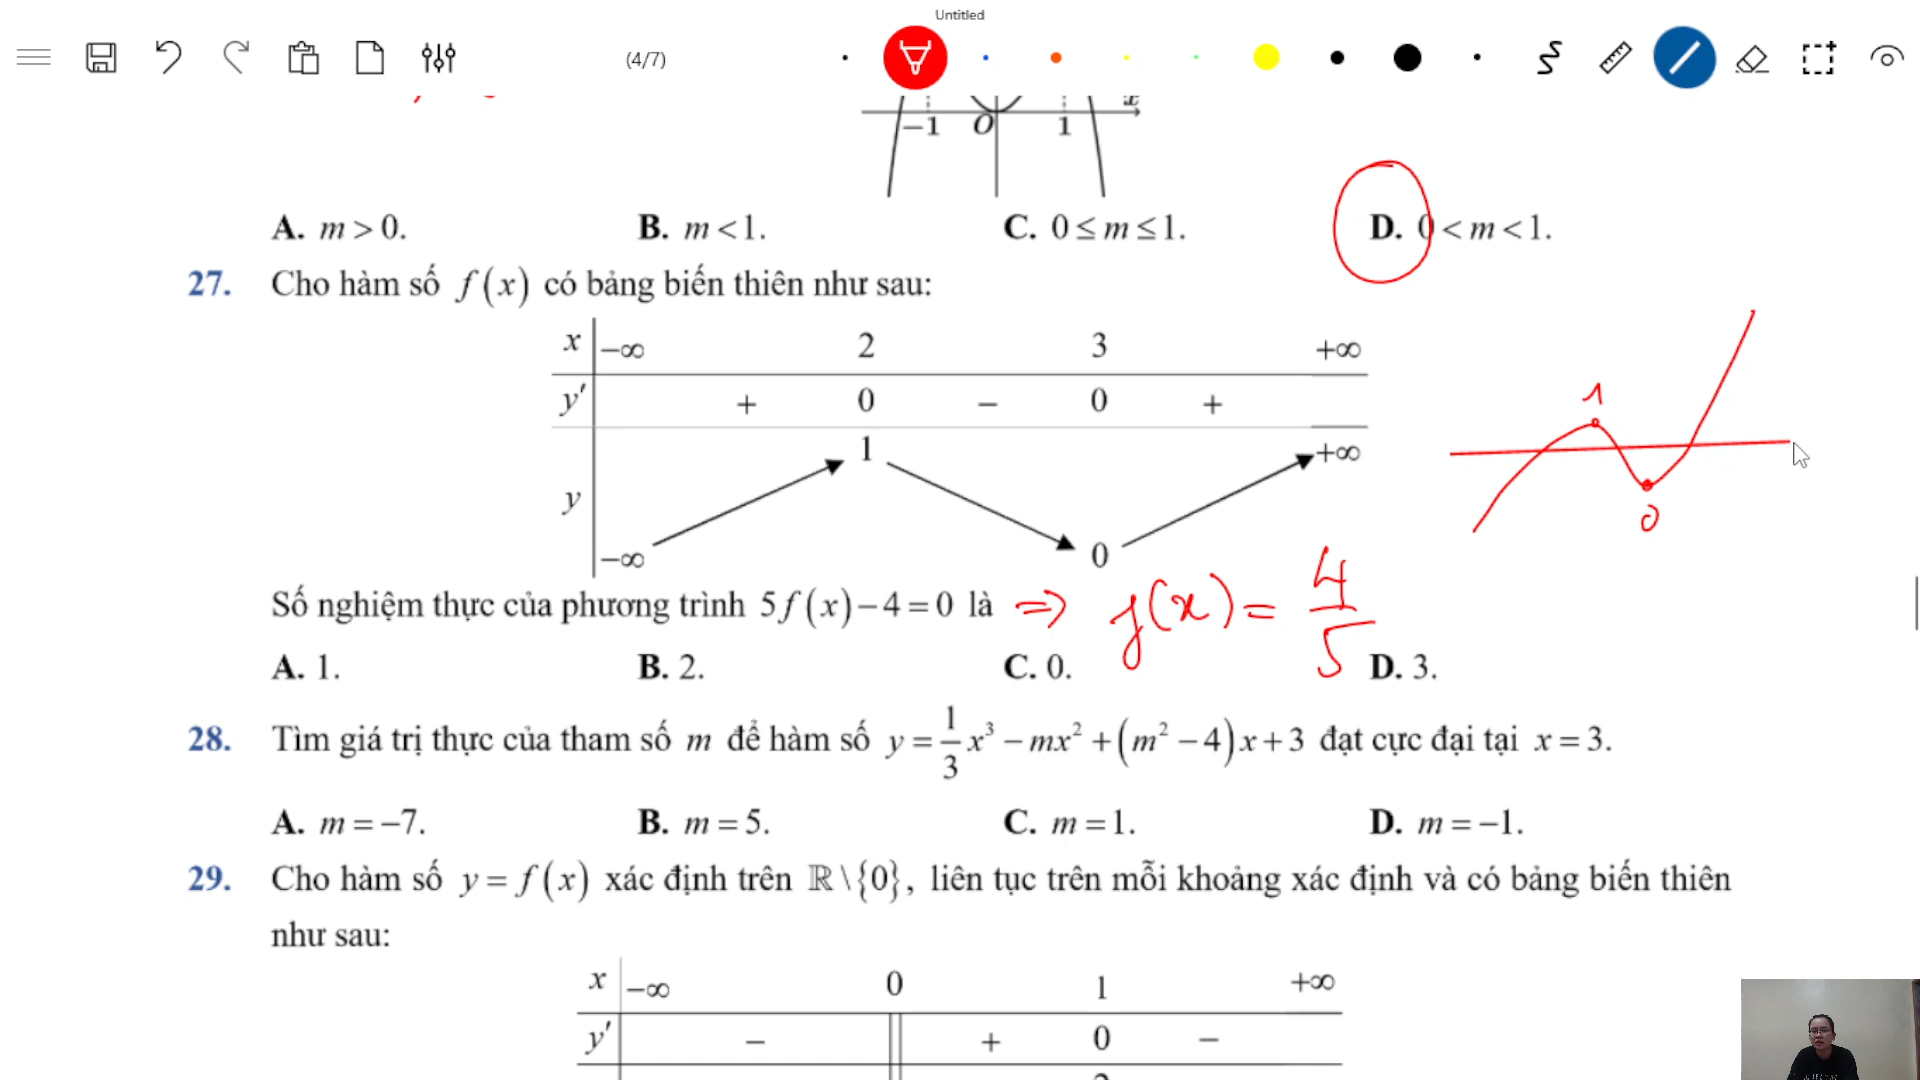 Untitled
(4/7)
x
−1 O 1
A. m > 0. B. m < 1. C. 0 ≤ m ≤ 1. D. 0 < m < 1.
27. Cho hàm số f(x) có bảng biến thiên như sau:
x −∞ 2 3 +∞
y′ + 0 − 0 +
1 +∞
y
−∞ 0
1
0
Số nghiệm thực của phương trình 5f(x) − 4 = 0 là ⇒ f(x) = 4/5
A. 1. B. 2. C. 0. D. 3.
28. Tìm giá trị thực của tham số m để hàm số y = 1/3 x³ − mx² + (m² − 4)x + 3 đạt cực đại tại x = 3.
A. m = −7. B. m = 5. C. m = 1. D. m = −1.
29. Cho hàm số y = f(x) xác định trên ℝ \ {0}, liên tục trên mỗi khoảng xác định và có bảng biến thiên
như sau:
x −∞ 0 1 +∞
y′ − + 0 −